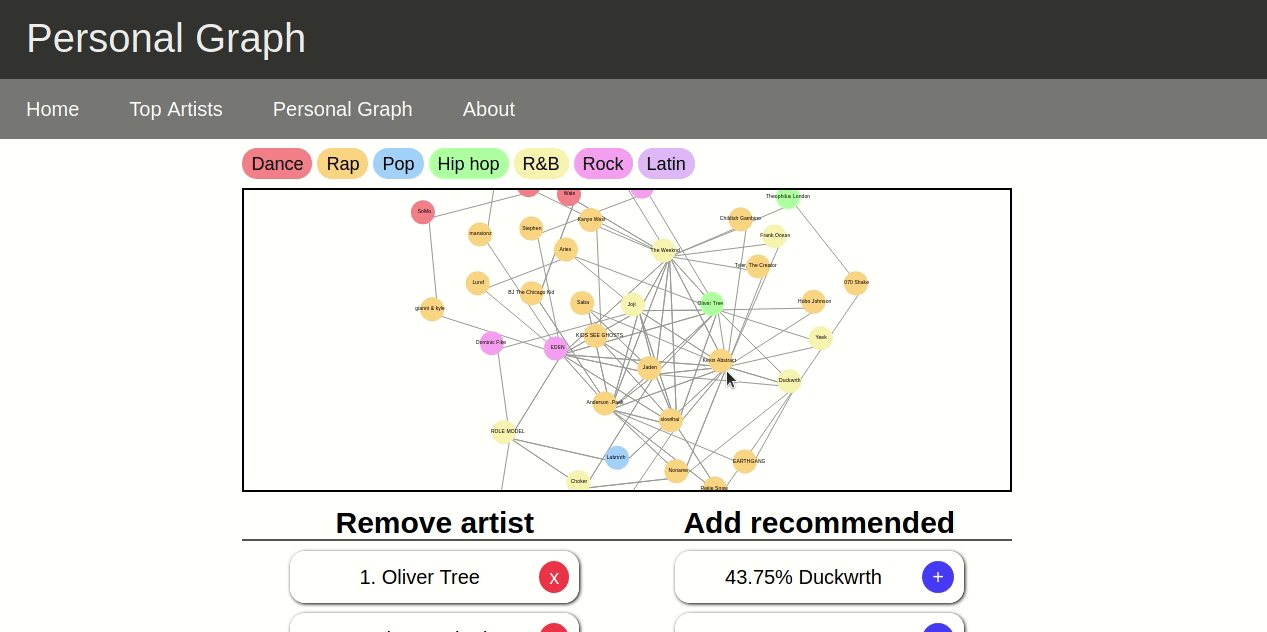 Personal Graph
Home Top Artists Personal Graph About
Dance Rap Pop Hip hop R&B Rock Latin
Wale
Theophilus London
SoMo
Kanye West
Childish Gambino
Stephen
mansionz
Frank Ocean
Aries
The Weeknd
Tyler, The Creator
Lund
070 Shake
BJ The Chicago Kid
Saba
Joji
Oliver Tree
Hobo Johnson
gianni & kyle
KIDS SEE GHOSTS
Yeek
Dominic Fike
EDEN
Kevin Abstract
Jaden
Duckwrth
Anderson .Paak
slowthai
ROLE MODEL
Labrinth
EARTHGANG
Noname
Choker
Remove artist Add recommended
1. Oliver Tree x
43.75% Duckwrth +